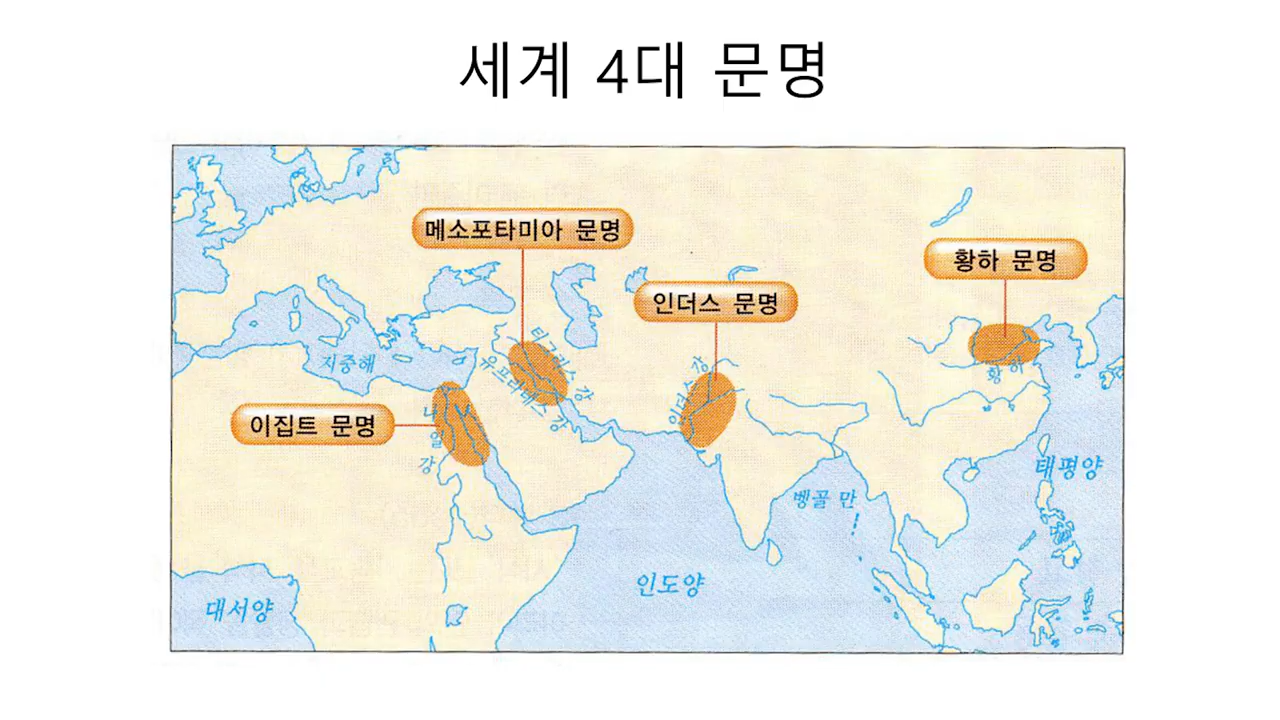 세계 4대 문명
메소포타미아 문명
황하 문명
인더스 문명
이집트 문명
티그리스 강
유프라테스 강
지중해
인더스 강
황하
나일 강
태평양
벵골 만
인도양
대서양